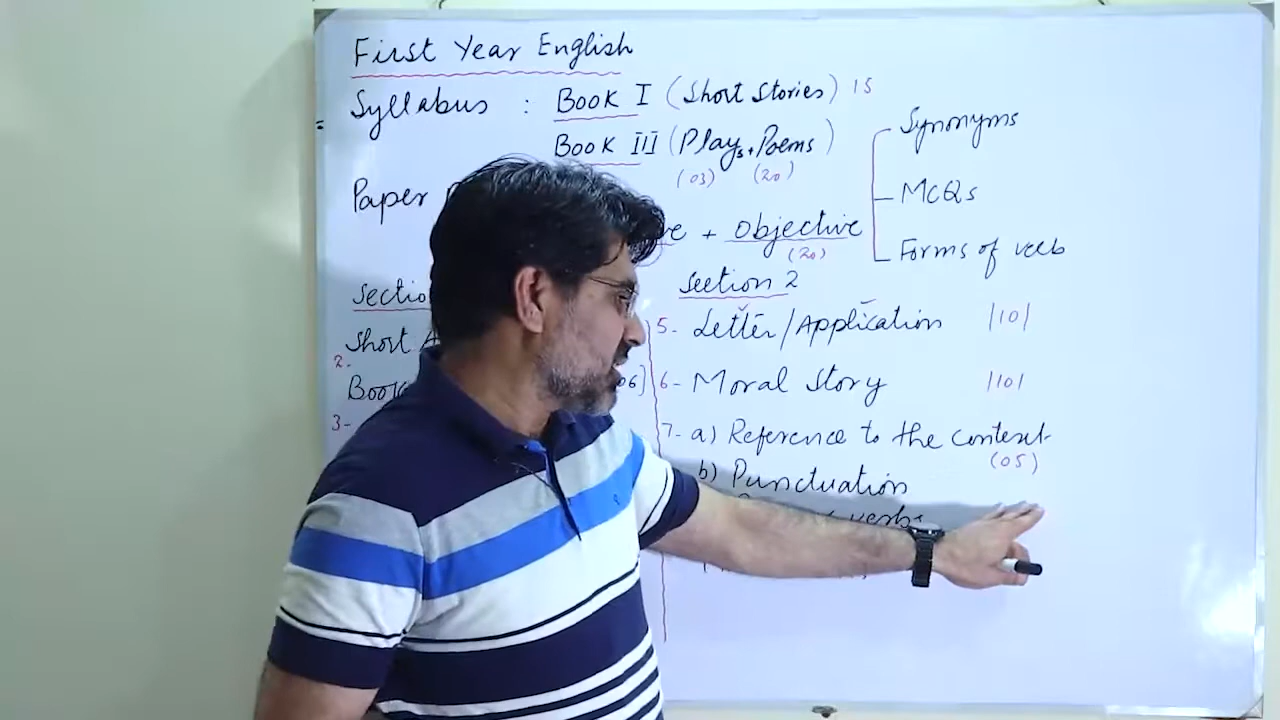 First Year English
Syllabus : Book I (Short Stories) 15
Book III (Plays + Poems)
(03) (20)
Paper
+ Objective
(20)
Synonyms
MCQs
Forms of verb
Short
2.
Book 06]
3-
Section 2
5- Letter/Application |10|
6- Moral Story |10|
7- a) Reference to the context
(05)
b) Punctuation
verbs